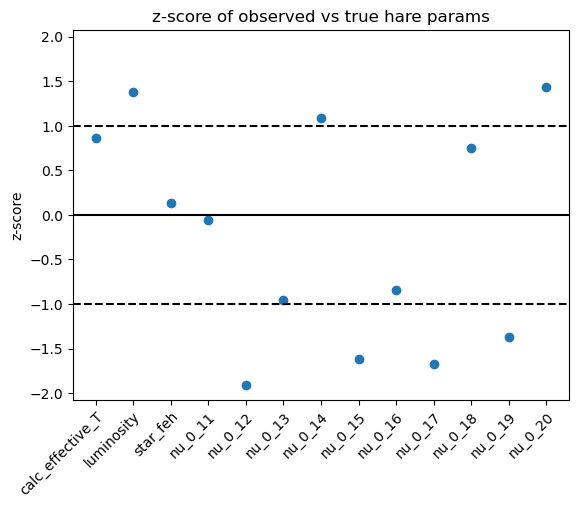 z-score of observed vs true hare params
2.0
1.5
1.0
0.5
0.0
−0.5
−1.0
−1.5
−2.0
z-score
calc_effective_T
luminosity
star_feh
nu_0_11
nu_0_12
nu_0_13
nu_0_14
nu_0_15
nu_0_16
nu_0_17
nu_0_18
nu_0_19
nu_0_20